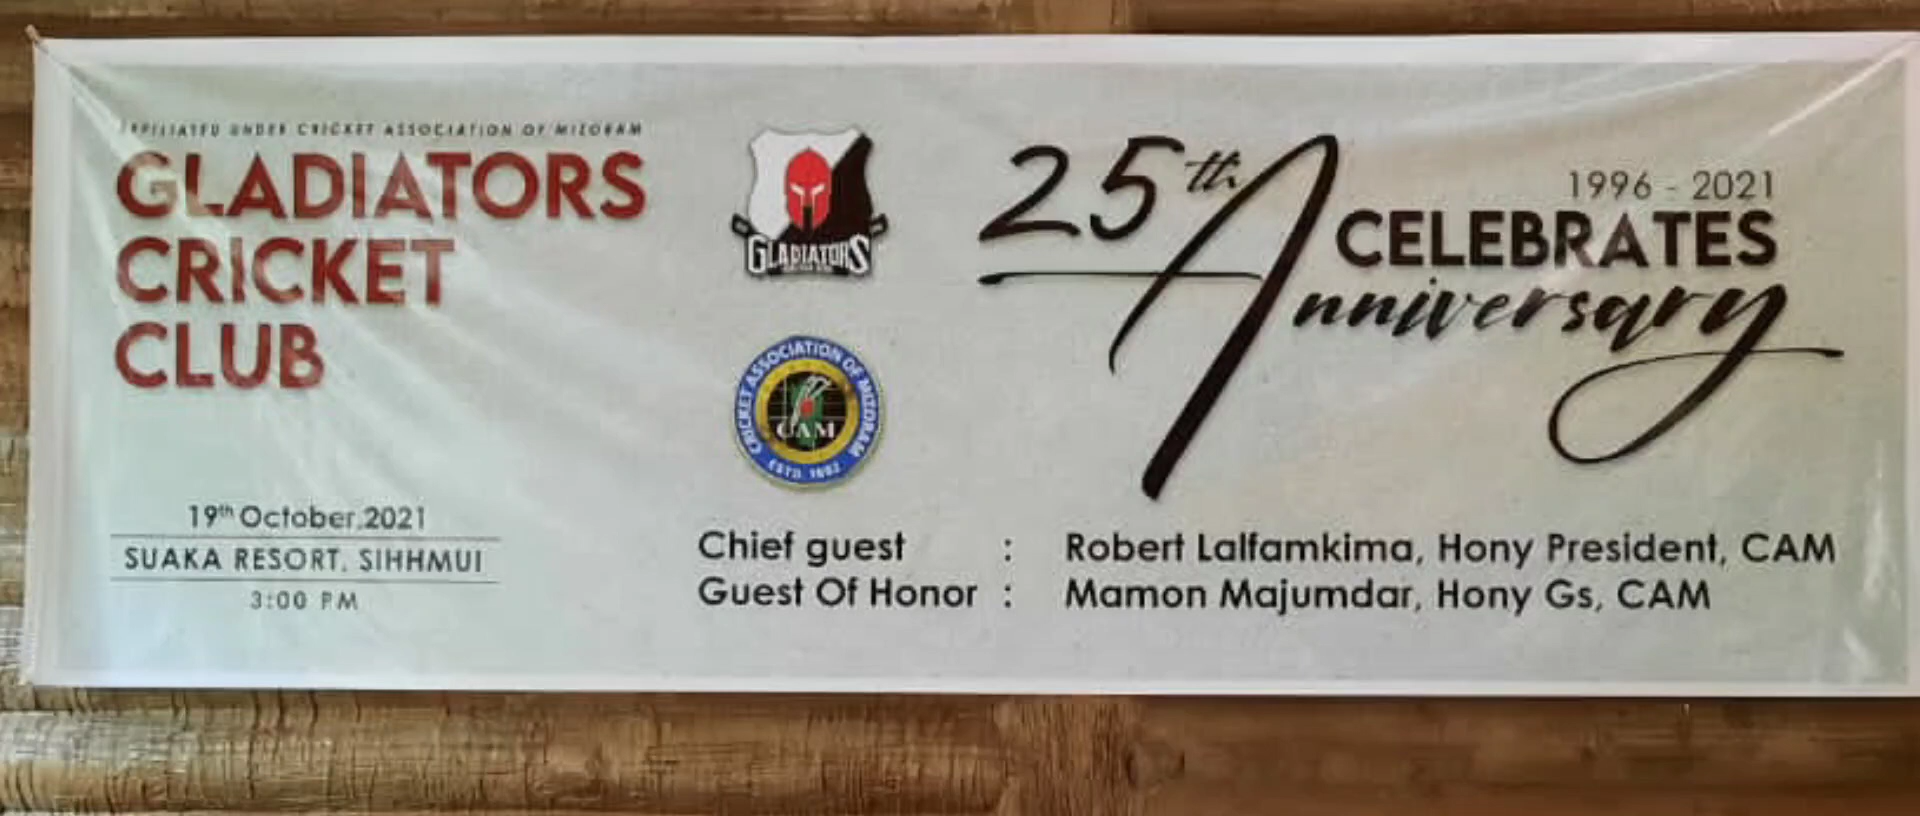 AFFILIATED UNDER CRICKET ASSOCIATION OF MIZORAM
GLADIATORS
CRICKET
CLUB
19th October,2021
SUAKA RESORT, SIHHMUI
3:00 PM
GLADIATORS
CRICKET ASSOCIATION OF MIZORAM
CAM
ESTD. 1982
25th
1996 - 2021
CELEBRATES
Anniversary
Chief guest : Robert Lalfamkima, Hony President, CAM
Guest Of Honor : Mamon Majumdar, Hony Gs, CAM